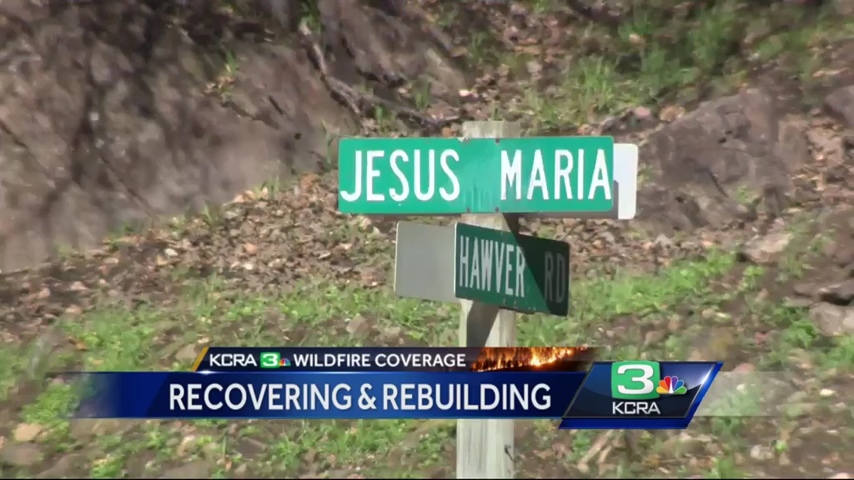 JESUS MARIA
HAWVER RD
KCRA 3 WILDFIRE COVERAGE
RECOVERING & REBUILDING
3
KCRA